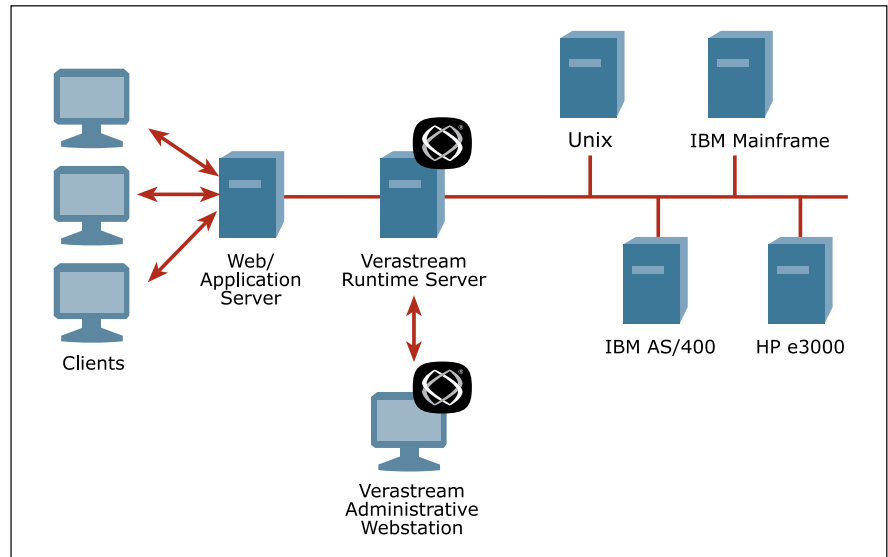 Unix
IBM Mainframe
Web/
Application
Server
Verastream
Runtime Server
IBM AS/400
HP e3000
Clients
Verastream
Administrative
Webstation